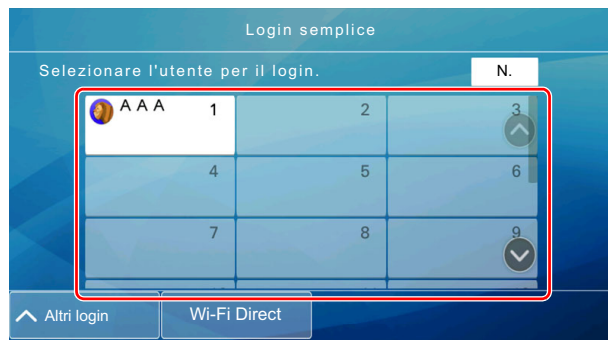 Login semplice
Selezionare l'utente per il login.
N.
A A A 1
2
3
4
5
6
7
8
9
Altri login
Wi-Fi Direct